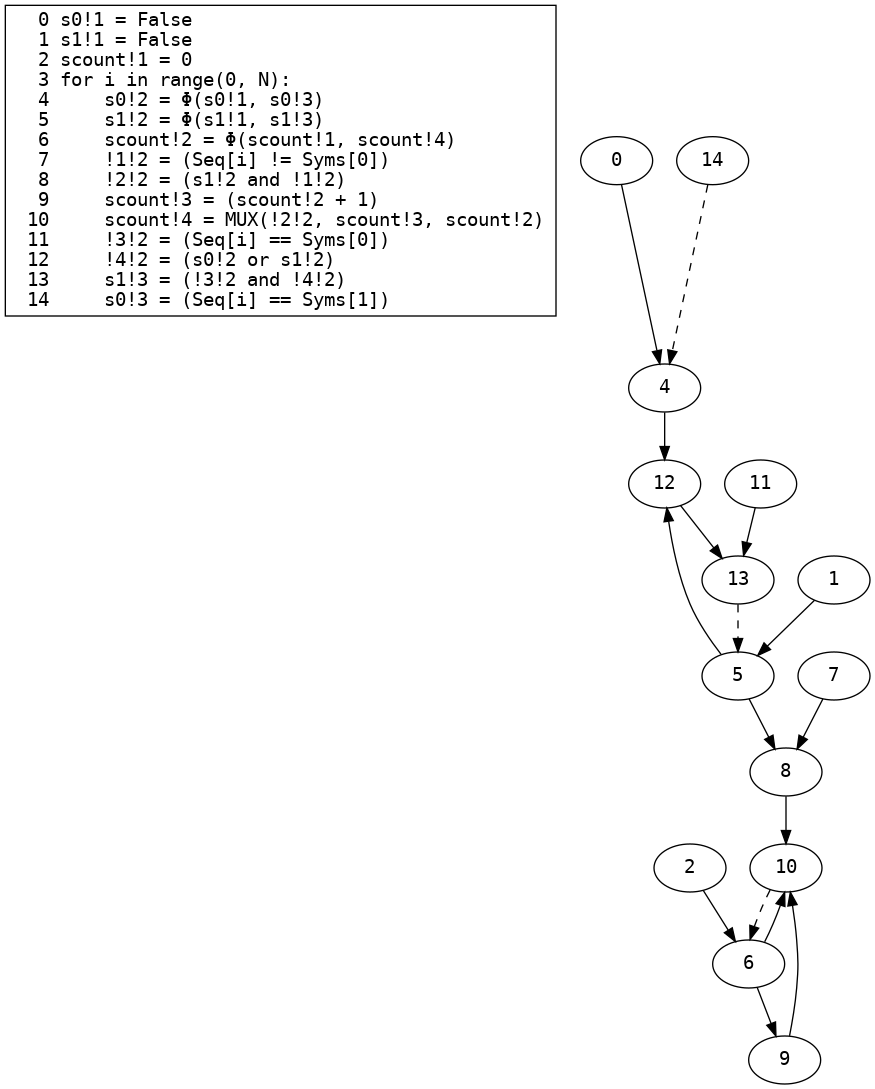 0 s0!1 = False
1 s1!1 = False
2 scount!1 = 0
3 for i in range(0, N):
4     s0!2 = Φ(s0!1, s0!3)
5     s1!2 = Φ(s1!1, s1!3)
6     scount!2 = Φ(scount!1, scount!4)
7     !1!2 = (Seq[i] != Syms[0])
8     !2!2 = (s1!2 and !1!2)
9     scount!3 = (scount!2 + 1)
10     scount!4 = MUX(!2!2, scount!3, scount!2)
11     !3!2 = (Seq[i] == Syms[0])
12     !4!2 = (s0!2 or s1!2)
13     s1!3 = (!3!2 and !4!2)
14     s0!3 = (Seq[i] == Syms[1])
0
14
4
12
11
13
1
5
7
8
2
10
6
9